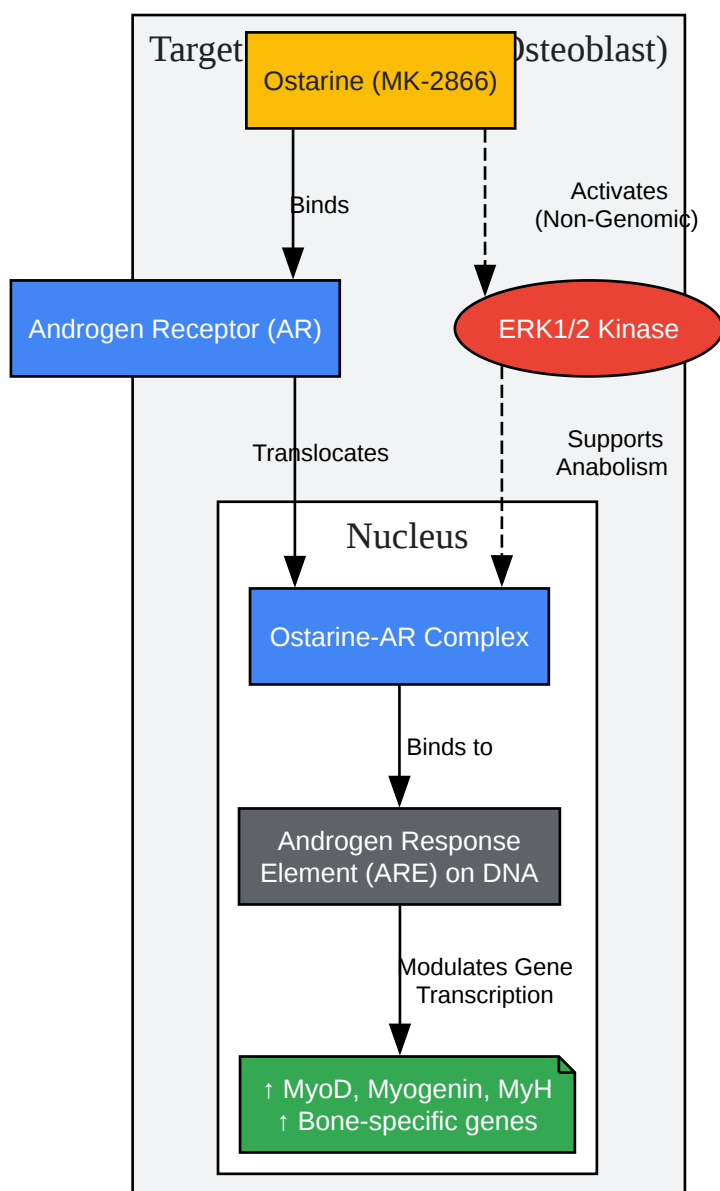 Target
Osteoblast)
Ostarine (MK-2866)
Binds
Activates
(Non-Genomic)
Androgen Receptor (AR)
ERK1/2 Kinase
Translocates
Supports
Anabolism
Nucleus
Ostarine-AR Complex
Binds to
Androgen Response
Element (ARE) on DNA
Modulates Gene
Transcription
↑ MyoD, Myogenin, MyH
↑ Bone-specific genes